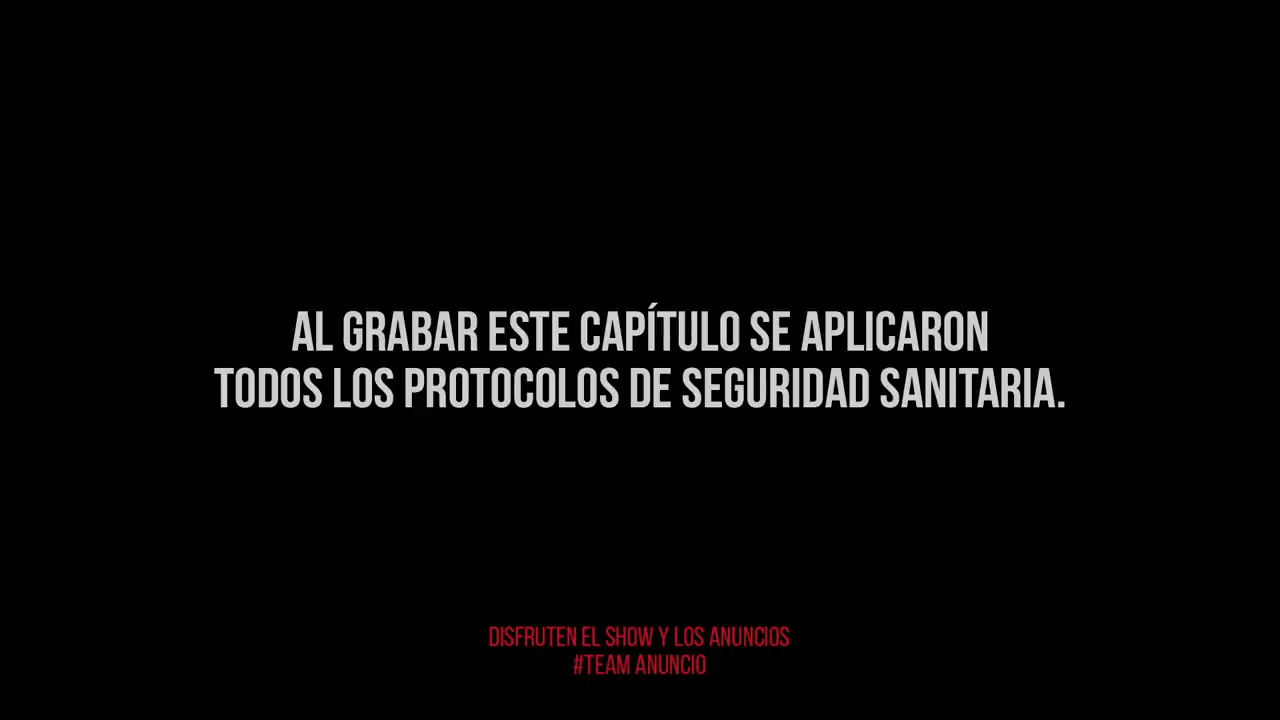 AL GRABAR ESTE CAPÍTULO SE APLICARON
TODOS LOS PROTOCOLOS DE SEGURIDAD SANITARIA.
DISFRUTEN EL SHOW Y LOS ANUNCIOS
#TEAM ANUNCIO